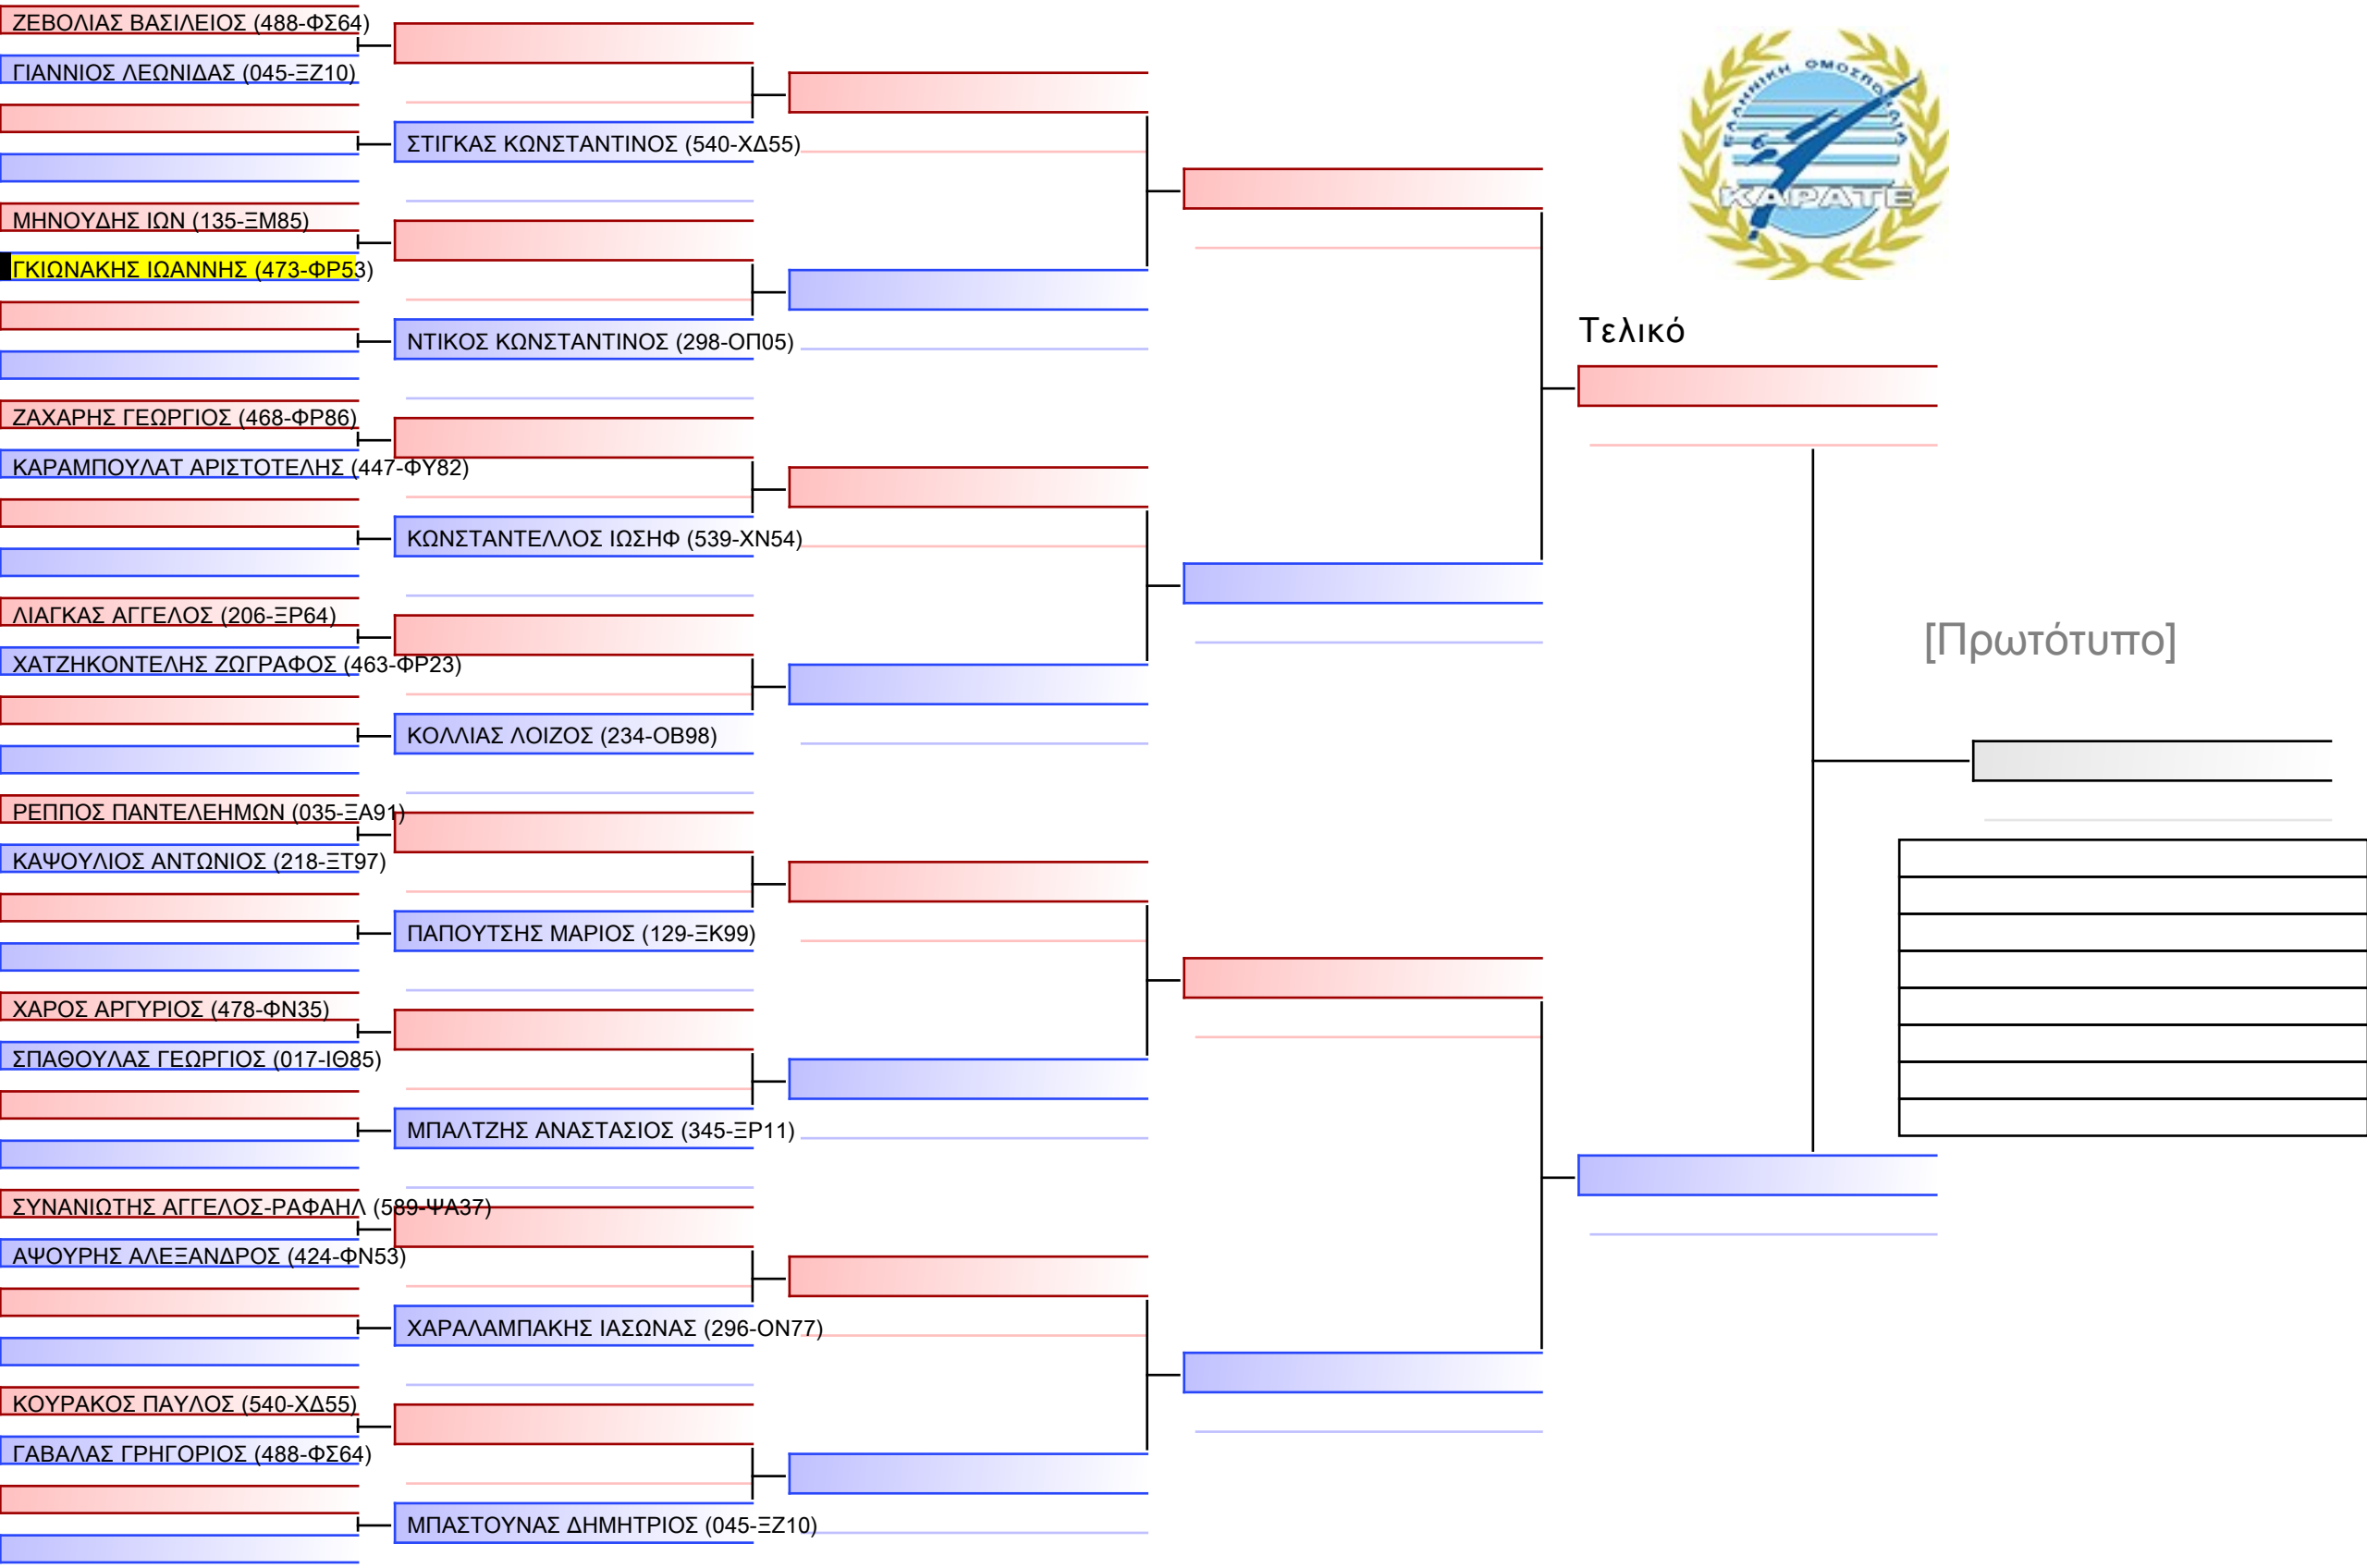 ΖΕΒΟΛΙΑΣ ΒΑΣΙΛΕΙΟΣ (488-ΦΣ64)
ΓΙΑΝΝΙΟΣ ΛΕΩΝΙΔΑΣ (045-ΞΖ10)
ΣΤΙΓΚΑΣ ΚΩΝΣΤΑΝΤΙΝΟΣ (540-ΧΔ55)
ΜΗΝΟΥΔΗΣ ΙΩΝ (135-ΞΜ85)
ΓΚΙΩΝΑΚΗΣ ΙΩΑΝΝΗΣ (473-ΦΡ53)
ΝΤΙΚΟΣ ΚΩΝΣΤΑΝΤΙΝΟΣ (298-ΟΠ05)
ΖΑΧΑΡΗΣ ΓΕΩΡΓΙΟΣ (468-ΦΡ86)
ΚΑΡΑΜΠΟΥΛΑΤ ΑΡΙΣΤΟΤΕΛΗΣ (447-ΦΥ82)
ΚΩΝΣΤΑΝΤΕΛΛΟΣ ΙΩΣΗΦ (539-ΧΝ54)
ΛΙΑΓΚΑΣ ΑΓΓΕΛΟΣ (206-ΞΡ64)
ΧΑΤΖΗΚΟΝΤΕΛΗΣ ΖΩΓΡΑΦΟΣ (463-ΦΡ23)
ΚΟΛΛΙΑΣ ΛΟΙΖΟΣ (234-ΟΒ98)
ΡΕΠΠΟΣ ΠΑΝΤΕΛΕΗΜΩΝ (035-ΞΑ91)
ΚΑΨΟΥΛΙΟΣ ΑΝΤΩΝΙΟΣ (218-ΞΤ97)
ΠΑΠΟΥΤΣΗΣ ΜΑΡΙΟΣ (129-ΞΚ99)
ΧΑΡΟΣ ΑΡΓΥΡΙΟΣ (478-ΦΝ35)
ΣΠΑΘΟΥΛΑΣ ΓΕΩΡΓΙΟΣ (017-ΙΘ85)
ΜΠΑΛΤΖΗΣ ΑΝΑΣΤΑΣΙΟΣ (345-ΞΡ11)
ΣΥΝΑΝΙΩΤΗΣ ΑΓΓΕΛΟΣ-ΡΑΦΑΗΛ (589-ΨΑ37)
ΑΨΟΥΡΗΣ ΑΛΕΞΑΝΔΡΟΣ (424-ΦΝ53)
ΧΑΡΑΛΑΜΠΑΚΗΣ ΙΑΣΩΝΑΣ (296-ΟΝ77)
ΚΟΥΡΑΚΟΣ ΠΑΥΛΟΣ (540-ΧΔ55)
ΓΑΒΑΛΑΣ ΓΡΗΓΟΡΙΟΣ (488-ΦΣ64)
ΜΠΑΣΤΟΥΝΑΣ ΔΗΜΗΤΡΙΟΣ (045-ΞΖ10)
ΕΛΛΗΝΙΚΗ ΟΜΟΣΠΟΝΔΙΑ
ΚΑΡΑΤΕ
Τελικό
[Πρωτότυπο]